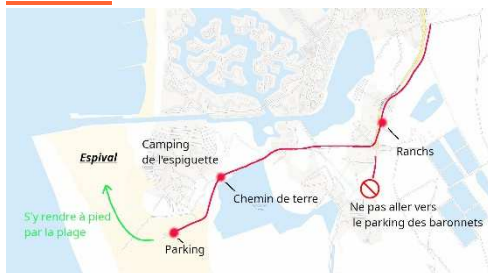 Espival
Camping
de l'espiguette
Ranchs
Chemin de terre
Ne pas aller vers
le parking des baronnets
S'y rendre à pied
par la plage
Parking